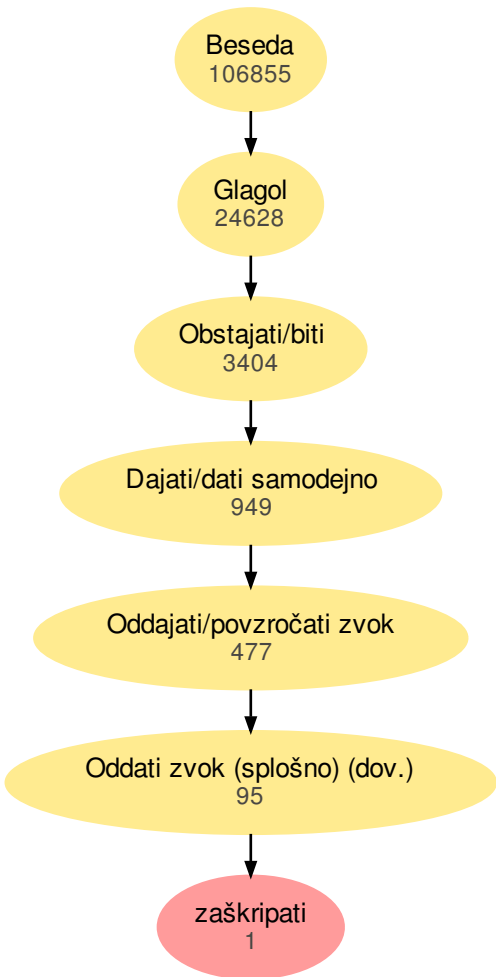 Beseda
106855
Glagol
24628
Obstajati/biti
3404
Dajati/dati samodejno
949
Oddajati/povzročati zvok
477
Oddati zvok (splošno) (dov.)
95
zaškripati
1